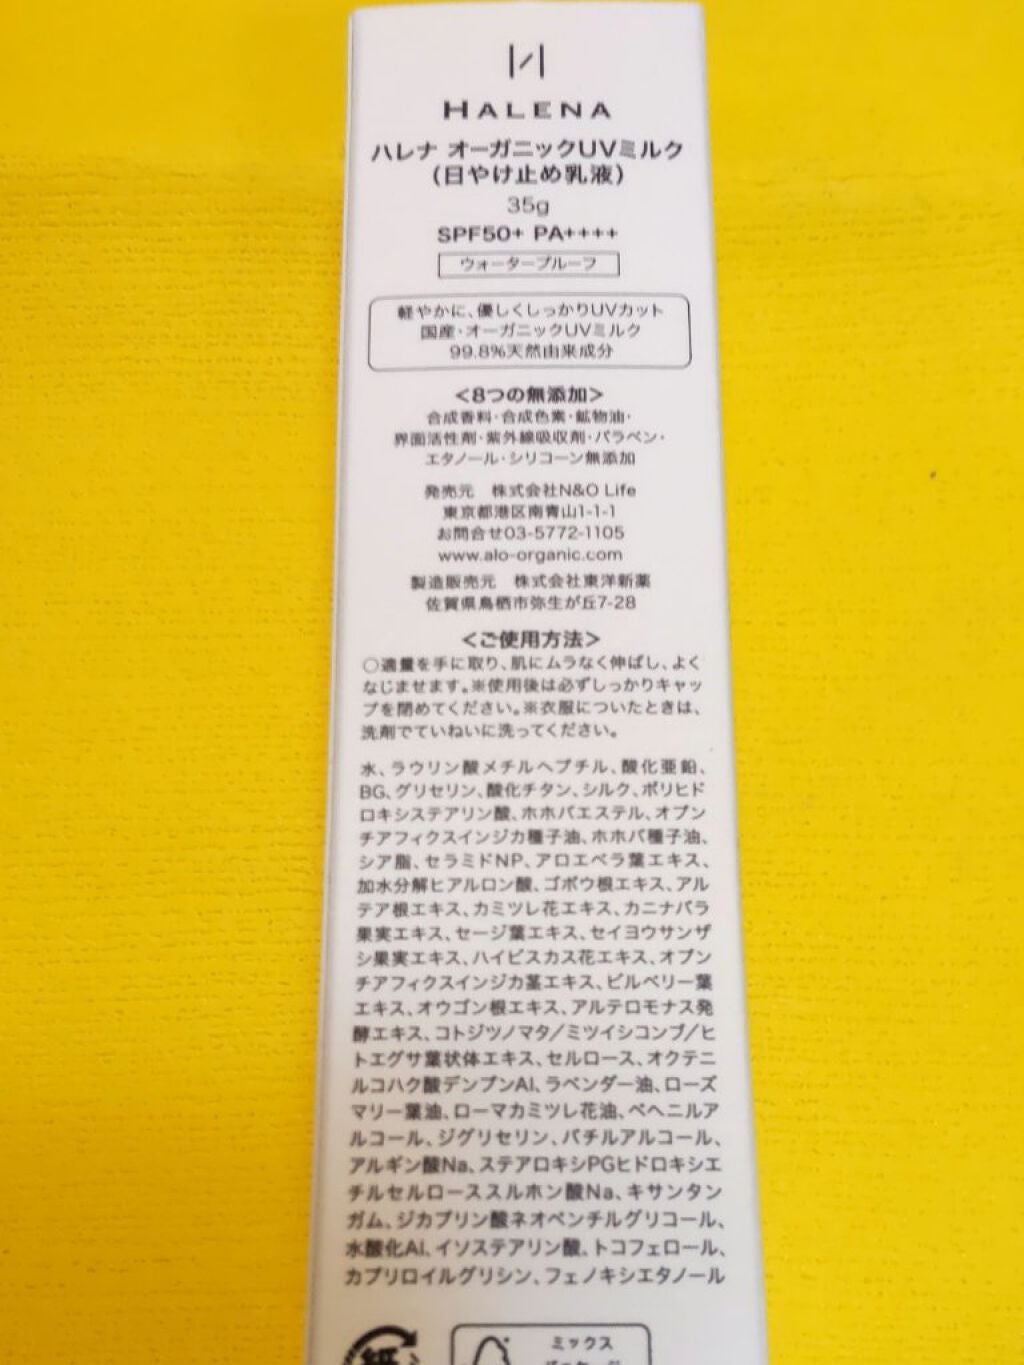 HALENA
ハレナ オーガニックUVミルク
(日やけ止め乳液)
35g
SPF50+ PA++++
ウォータープルーフ
軽やかに、優しくしっかりUVカット
国産・オーガニックUVミルク
99.8%天然由来成分
<8つの無添加>
合成香料・合成色素・鉱物油・
界面活性剤・紫外線吸収剤・パラベン・
エタノール・シリコーン無添加
発売元 株式会社N&O Life
東京都港区南青山1-1-1
お問合せ03-5772-1105
www.alo-organic.com
製造販売元 株式会社東洋新薬
佐賀県鳥栖市弥生が丘7-28
<ご使用方法>
○適量を手に取り、肌にムラなく伸ばし、よく
なじませます。※使用後は必ずしっかりキャッ
プを閉めてください。※衣服についたときは、
洗剤でていねいに洗ってください。
水、ラウリン酸メチルヘプチル、酸化亜鉛、
BG、グリセリン、酸化チタン、シルク、ポリヒド
ロキシステアリン酸、ホホバエステル、オプン
チアフィクスインジカ種子油、ホホバ種子油、
シア脂、セラミドNP、アロエベラ葉エキス、
加水分解ヒアルロン酸、ゴボウ根エキス、アル
テア根エキス、カミツレ花エキス、カニナバラ
果実エキス、セージ葉エキス、セイヨウサンザ
シ果実エキス、ハイビスカス花エキス、オプン
チアフィクスインジカ茎エキス、ビルベリー葉
エキス、オウゴン根エキス、アルテロモナス発
酵エキス、コトジツノマタ/ミツイシコンブ/ヒ
トエグサ葉状体エキス、セルロース、オクテニ
ルコハク酸デンプンAl、ラベンダー油、ローズ
マリー葉油、ローマカミツレ花油、ベヘニルア
ルコール、ジグリセリン、バチルアルコール、
アルギン酸Na、ステアロキシPGヒドロキシエ
チルセルローススルホン酸Na、キサンタン
ガム、ジカプリン酸ネオペンチルグリコール、
水酸化Al、イソステアリン酸、トコフェロール、
カプリロイルグリシン、フェノキシエタノール
紙
ミックス